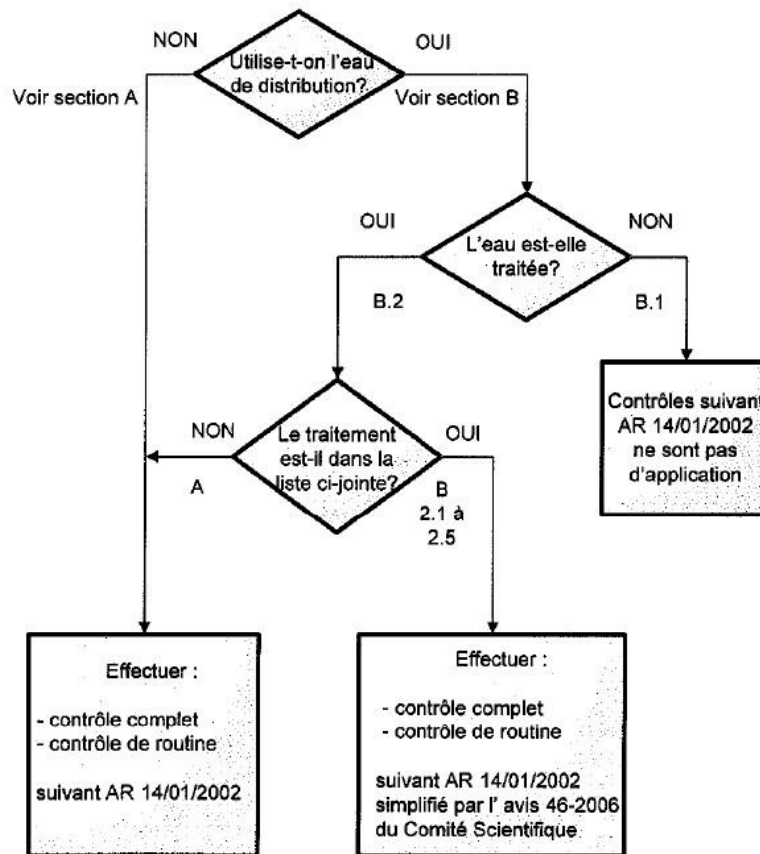 NON
OUI
Utilise-t-on l'eau
de distribution?
Voir section A
Voir section B
OUI
NON
L'eau est-elle
traitée?
B.2
B.1
Contrôles suivant
AR 14/01/2002
ne sont pas
d'application
NON
OUI
Le traitement
est-il dans la
liste ci-jointe?
A
B
2.1 à
2.5
Effectuer :
- contrôle complet
- contrôle de routine
suivant AR 14/01/2002
Effectuer :
- contrôle complet
- contrôle de routine
suivant AR 14/01/2002
simplifié par l' avis 46-2006
du Comité Scientifique